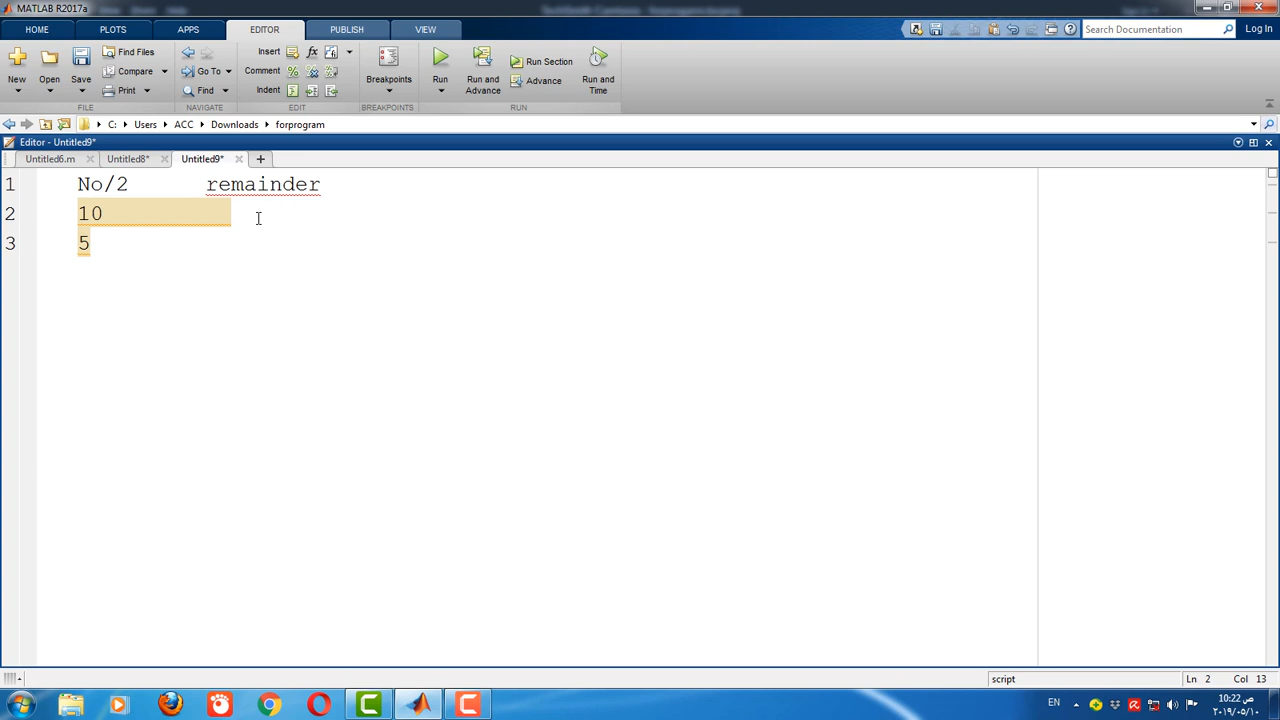 MATLAB R2017a
HOME PLOTS APPS EDITOR PUBLISH VIEW Search Documentation Log In
New Open Save Find Files Compare Print Go To Find Insert Comment Indent fx Breakpoints Run Run and Advance Run Section Advance Run and Time
FILE NAVIGATE EDIT BREAKPOINTS RUN
C: Users ACC Downloads forprogram
Editor - Untitled9*
Untitled6.m Untitled8* Untitled9*
1 No/2 remainder
2 10
3 5
script Ln 2 Col 13
EN 10:22 ص
٢٠١٩/٠٥/١٠